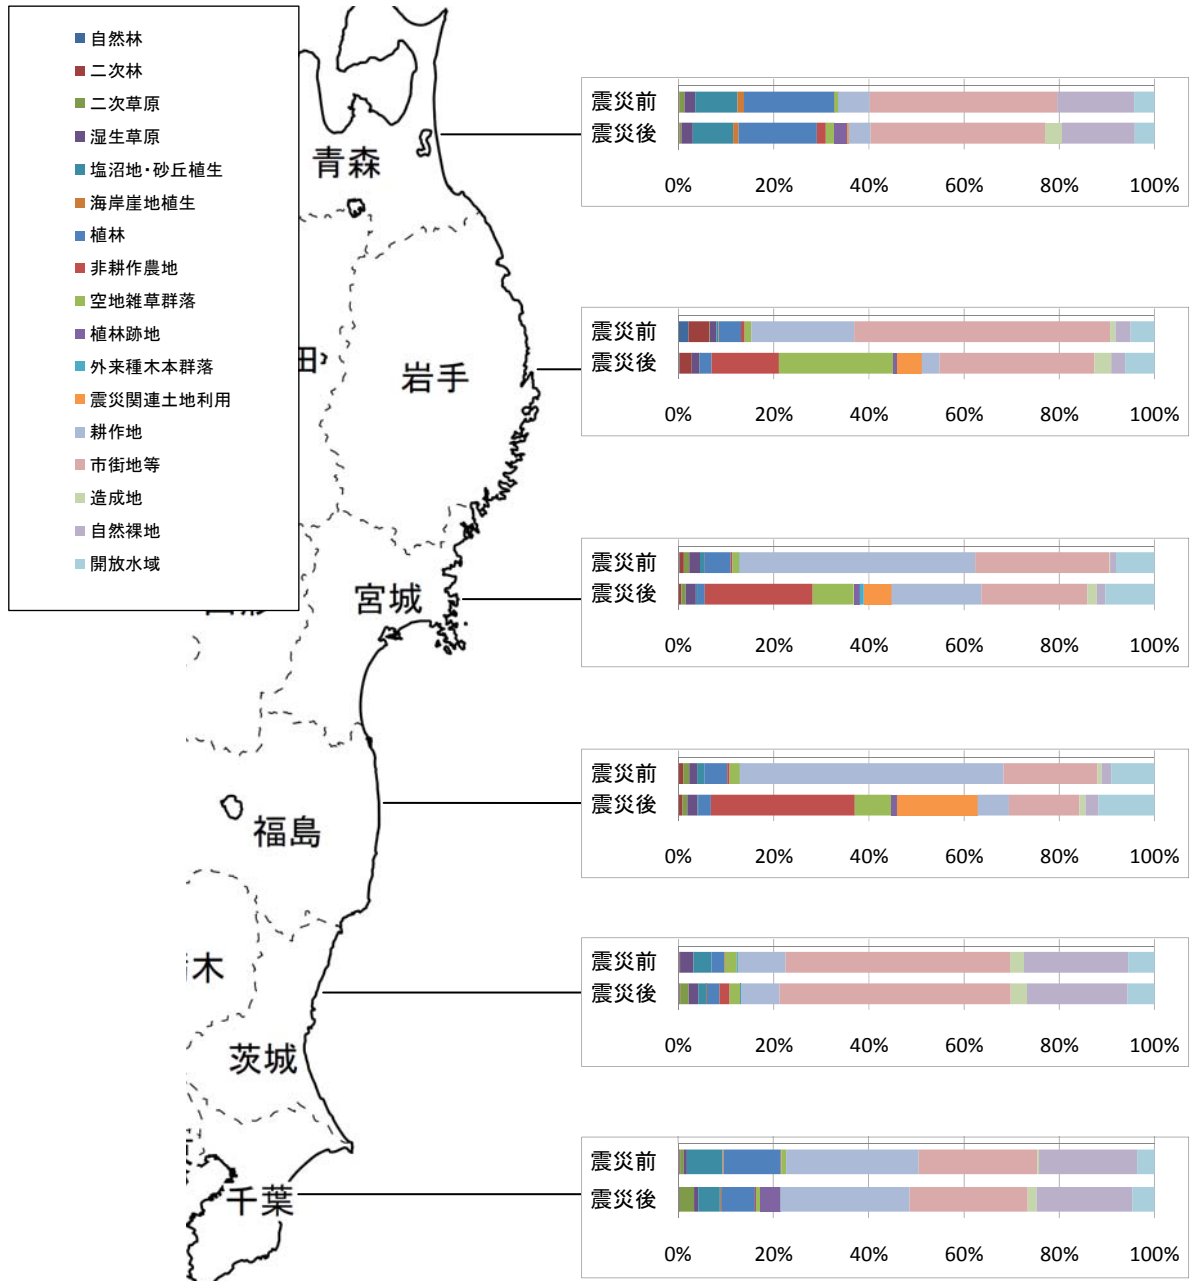 自然林
二次林
二次草原
湿生草原
塩沼地・砂丘植生
海岸崖地植生
植林
非耕作農地
空地雑草群落
植林跡地
外来種木本群落
震災関連土地利用
耕作地
市街地等
造成地
自然裸地
開放水域
青森
岩手
宮城
福島
木
茨城
千葉
震災前
震災後
0% 20% 40% 60% 80% 100%
震災前
震災後
0% 20% 40% 60% 80% 100%
震災前
震災後
0% 20% 40% 60% 80% 100%
震災前
震災後
0% 20% 40% 60% 80% 100%
震災前
震災後
0% 20% 40% 60% 80% 100%
震災前
震災後
0% 20% 40% 60% 80% 100%